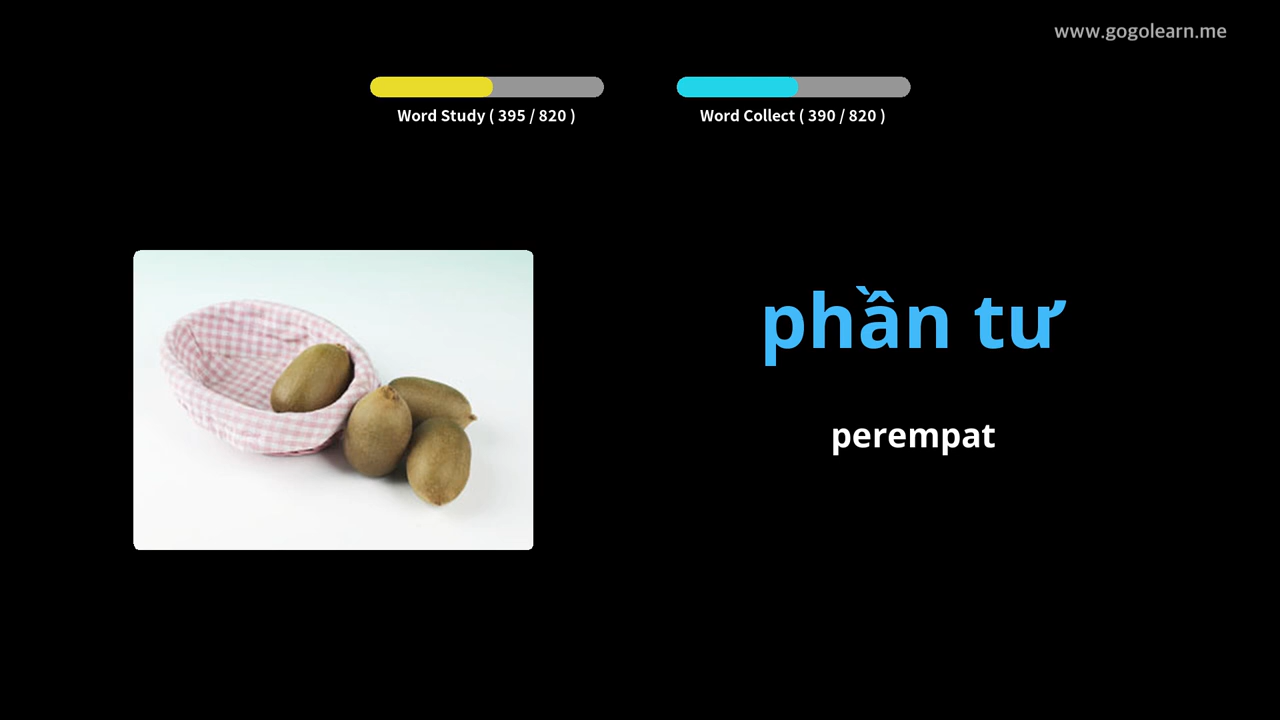 www.gogolearn.me
Word Study ( 395 / 820 )
Word Collect ( 390 / 820 )
phần tư
perempat